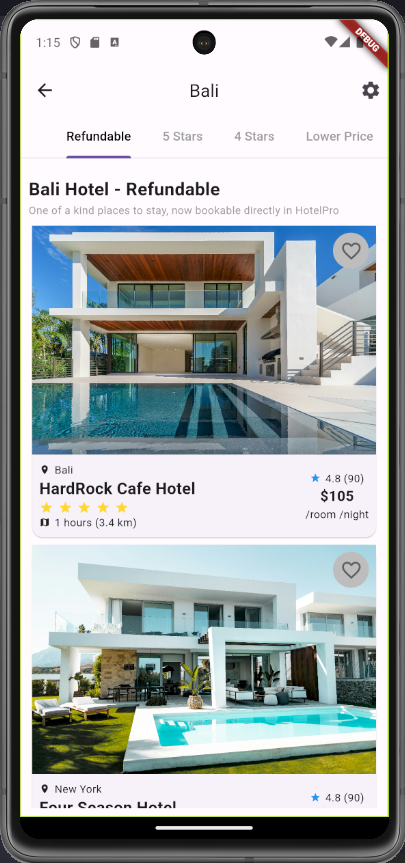 1:15
DEBUG
Bali
Refundable 5 Stars 4 Stars Lower Price
Bali Hotel - Refundable
One of a kind places to stay, now bookable directly in HotelPro
Bali
4.8 (90)
HardRock Cafe Hotel
$105
/room /night
1 hours (3.4 km)
New York
4.8 (90)
Four Season Hotel